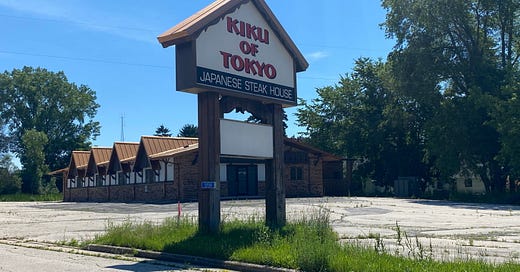 KIKU
OF
TOKYO
JAPANESE STEAK HOUSE